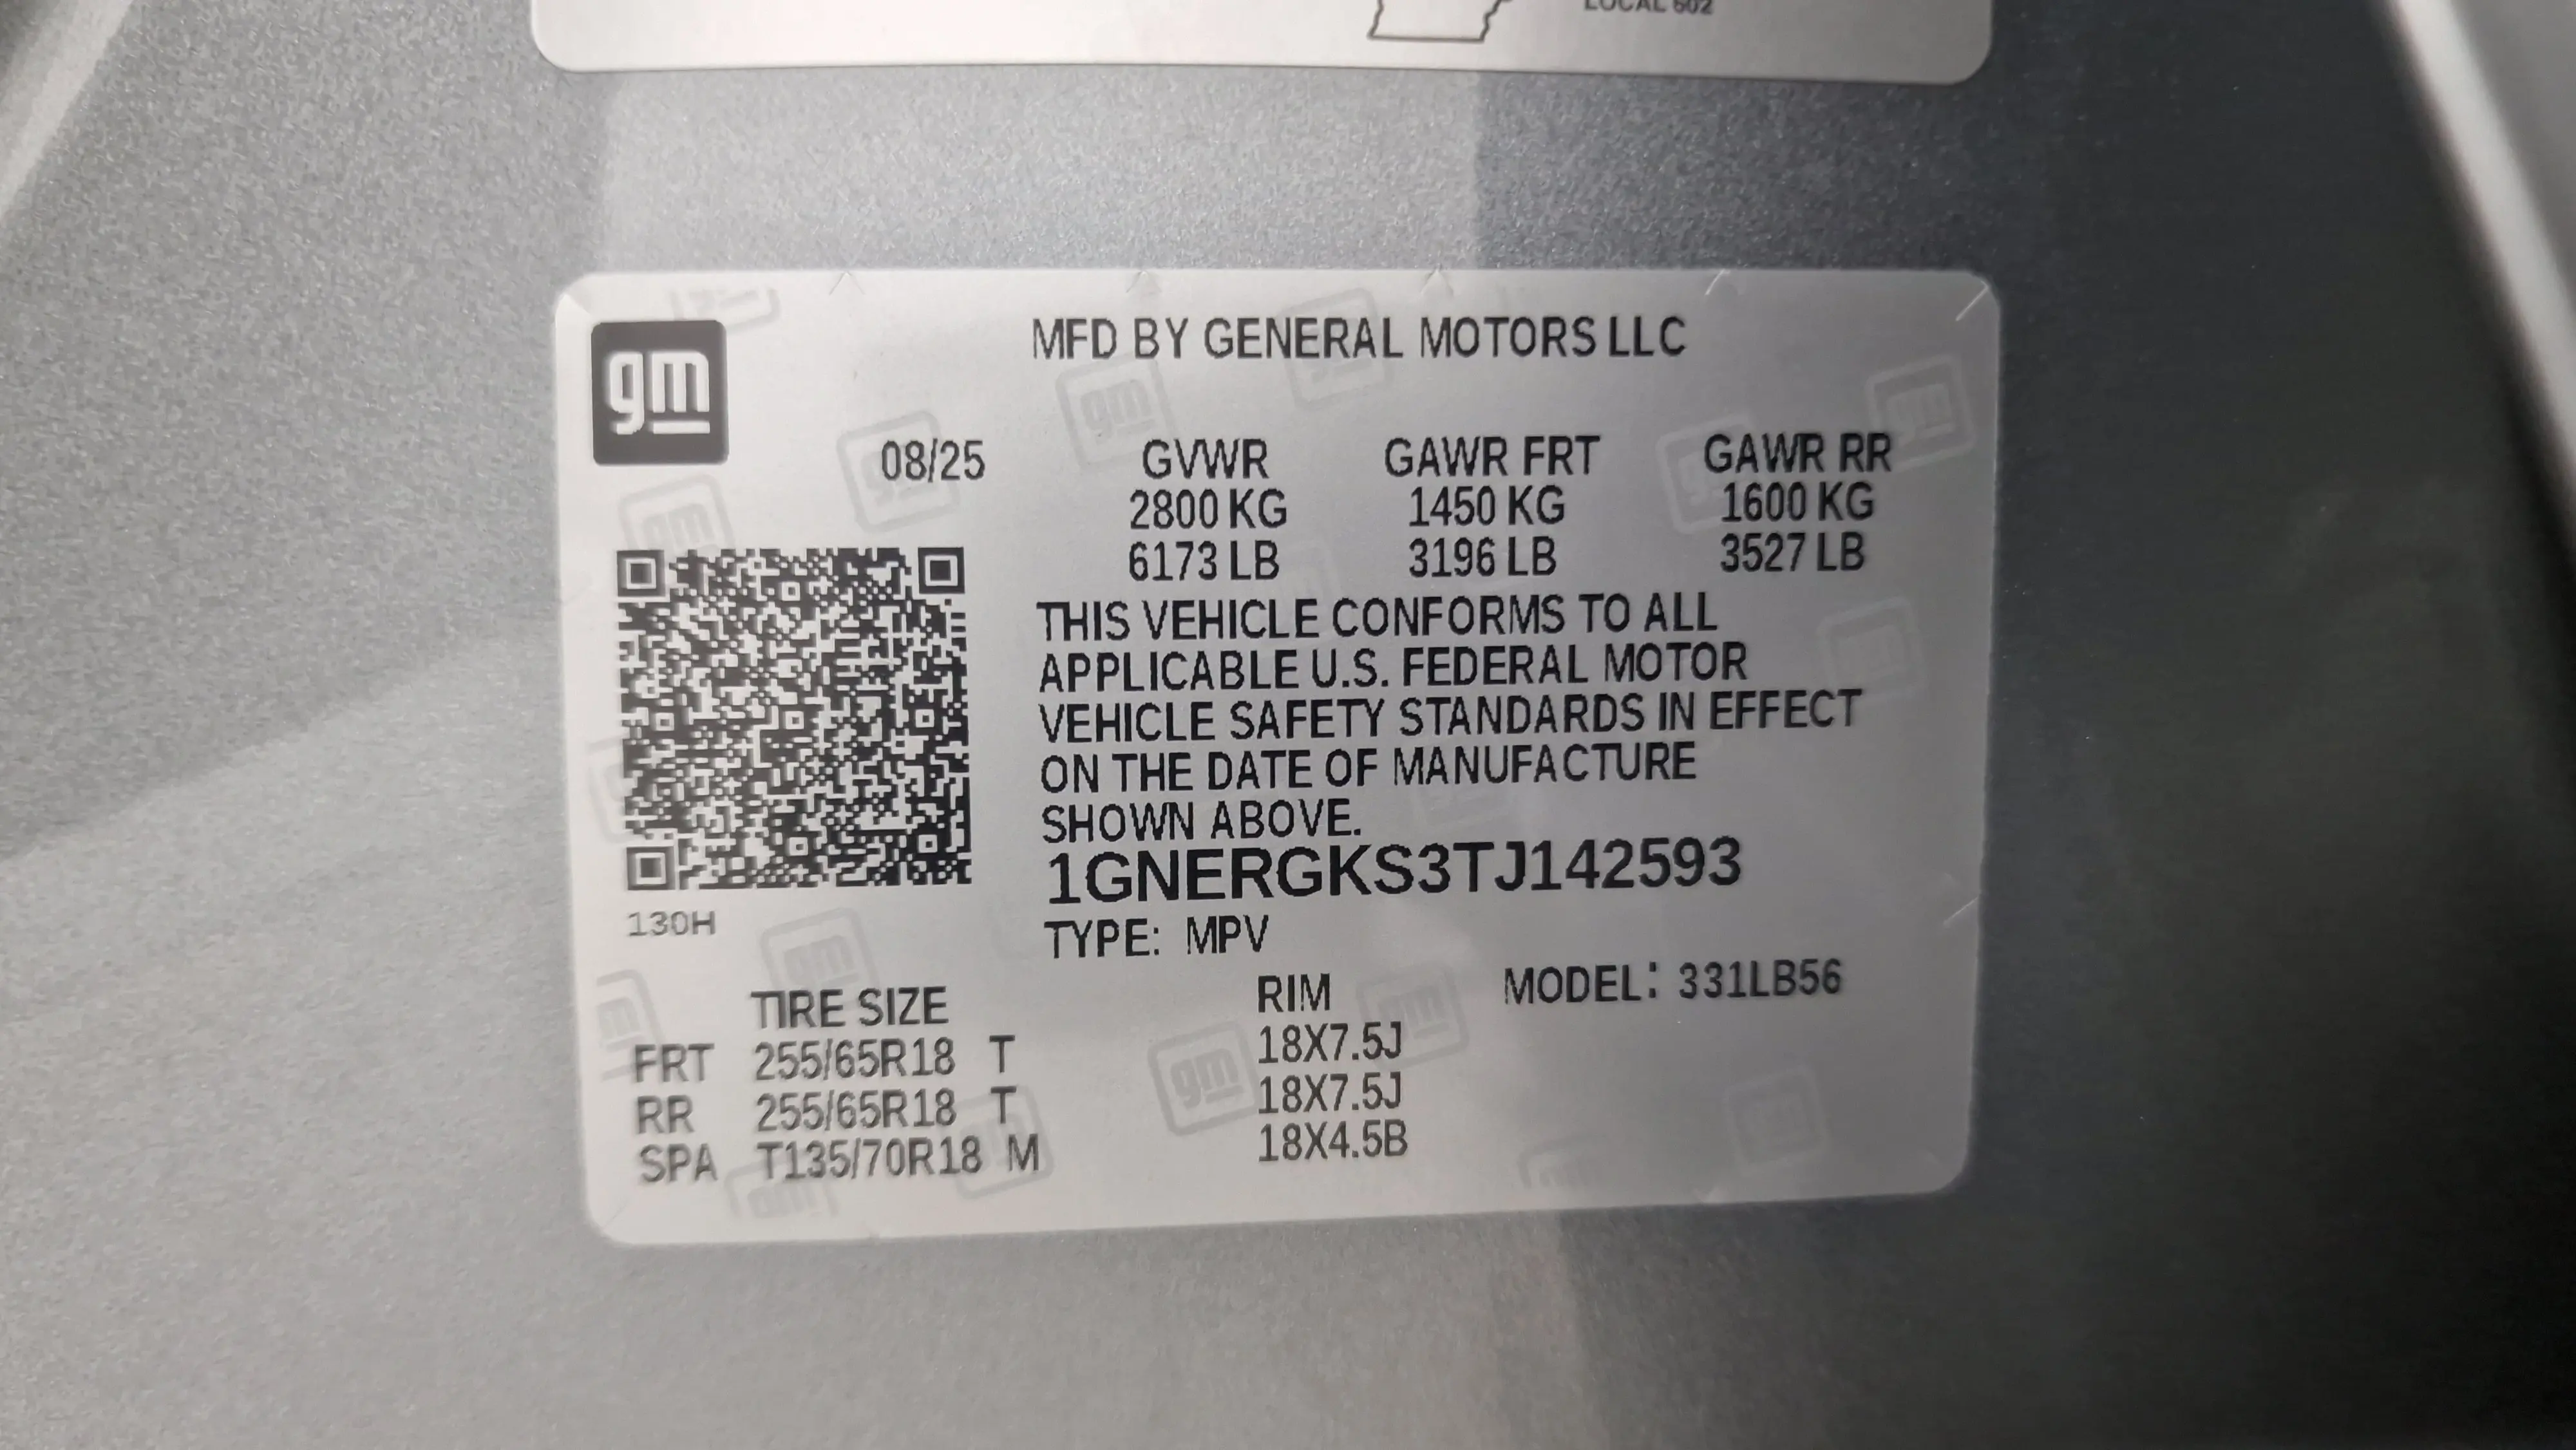 LOCAL 602
gm
MFD BY GENERAL MOTORS LLC
08/25 GVWR GAWR FRT GAWR RR
2800 KG 1450 KG 1600 KG
6173 LB 3196 LB 3527 LB
THIS VEHICLE CONFORMS TO ALL
APPLICABLE U.S. FEDERAL MOTOR
VEHICLE SAFETY STANDARDS IN EFFECT
ON THE DATE OF MANUFACTURE
SHOWN ABOVE.
1GNERGKS3TJ142593
130H
TYPE: MPV
TIRE SIZE RIM MODEL: 331LB56
FRT 255/65R18 T 18X7.5J
RR 255/65R18 T 18X7.5J
SPA T135/70R18 M 18X4.5B